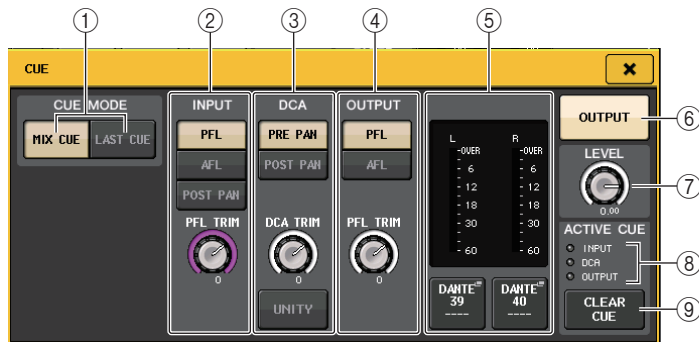 ① ② ③ ④ ⑤
CUE
CUE MODE
MIX CUE LAST CUE
INPUT
PFL
AFL
POST PAN
PFL TRIM
0
DCA
PRE PAN
POST PAN
DCA TRIM
0
UNITY
OUTPUT
PFL
AFL
PFL TRIM
0
L R
OVER OVER
6 6
12 12
18 18
30 30
60 60
DANTE DANTE
39 40
---- ----
OUTPUT ⑥
LEVEL
⑦
0.00
ACTIVE CUE
INPUT
DCA ⑧
OUTPUT
CLEAR
CUE ⑨